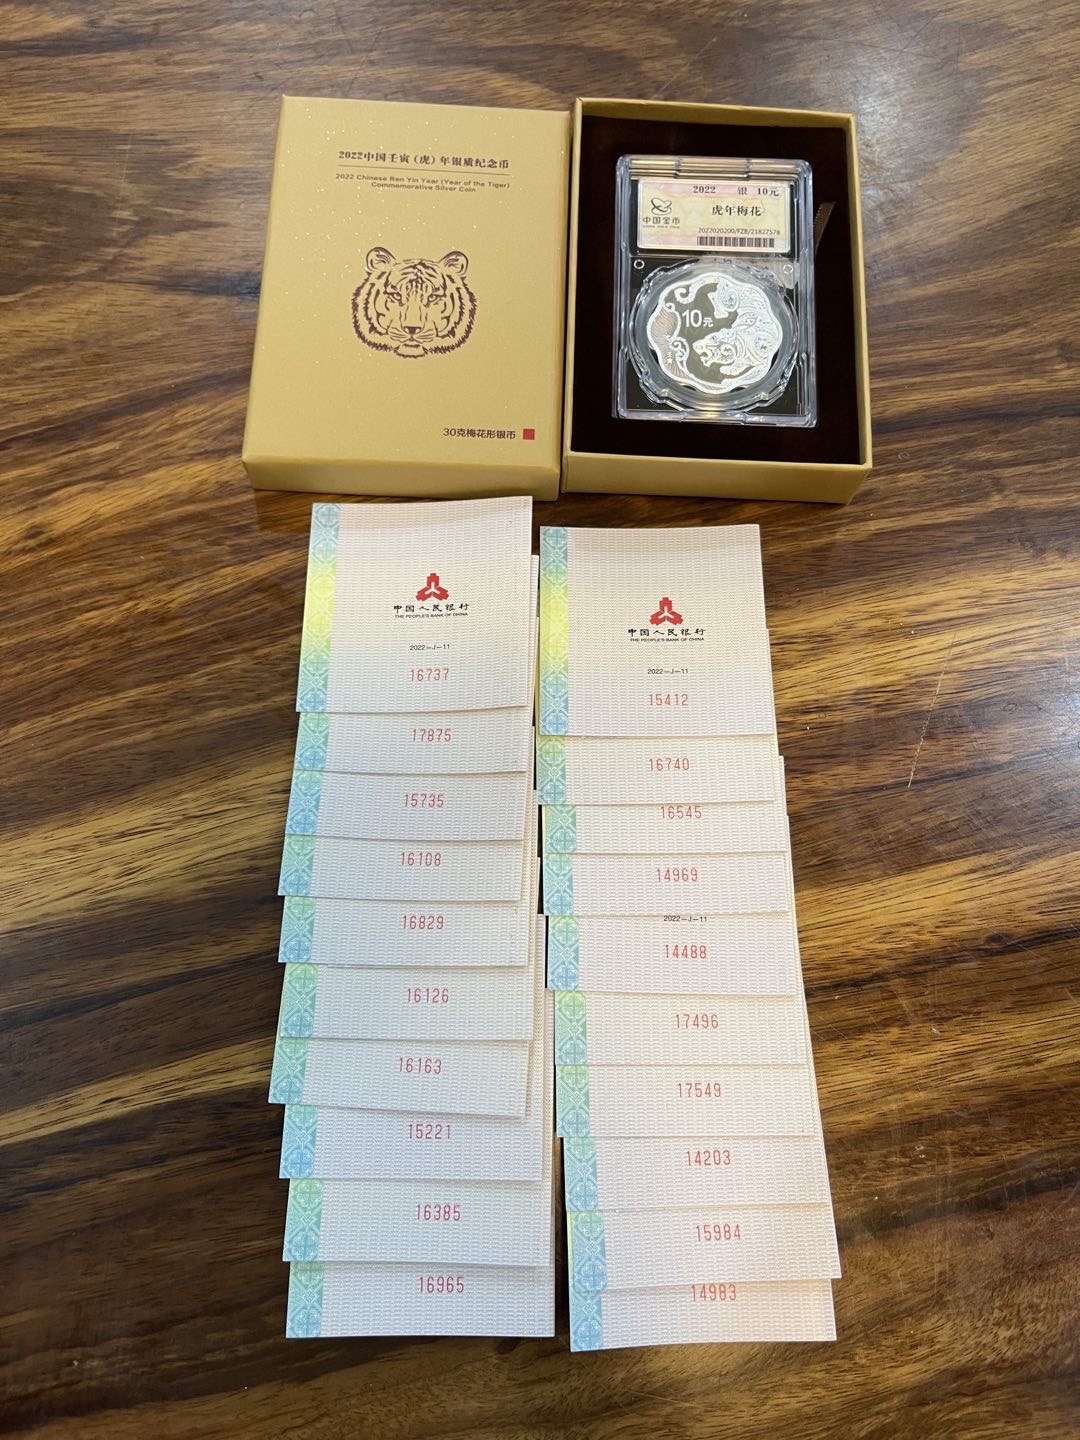 2022中国壬寅（虎）年银质纪念币
2022 Chinese Ren Yin Year (Year of the Tiger)
Commemorative Silver Coin
30克梅花形银币
2022 银 10元
中国金币
虎年梅花
2027020200/FZB/21827578
10元
壬寅
中国人民银行
THE PEOPLE'S BANK OF CHINA
2022—J—11
16737
17875
15735
16108
16829
16126
16163
15221
16385
16965
中国人民银行
THE PEOPLE'S BANK OF CHINA
2022—J—11
15412
16740
16545
14969
2022—J—11
14488
17496
17549
14203
15984
14983